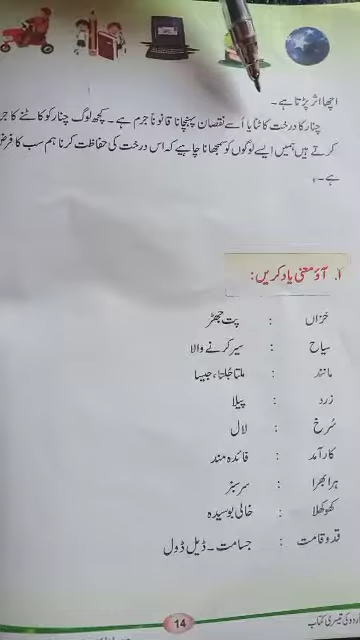 اچھا اثر پڑتا ہے۔
چنار کا درخت کاٹنا یا اُسے نقصان پہنچانا قانوناً جرم ہے۔ کچھ لوگ چنار کو کاٹنے کا جر
کرتے ہیں ہمیں ایسے لوگوں کو سمجھانا چاہیے کہ اس درخت کی حفاظت کرنا ہم سب کا فرض
ہے۔
۱. آؤ معنی یاد کریں:
خزاں : پت جھڑ
سیاح : سیر کرنے والا
مانند : ملتا جُلتا، جیسا
زرد : پیلا
سُرخ : لال
کارآمد : فائدہ مند
ہرا بھرا : سرسبز
کھوکھلا : خالی بوسیدہ
قد و قامت : جسامت۔ ڈیل ڈول
14
اردو کی تیسری کتاب